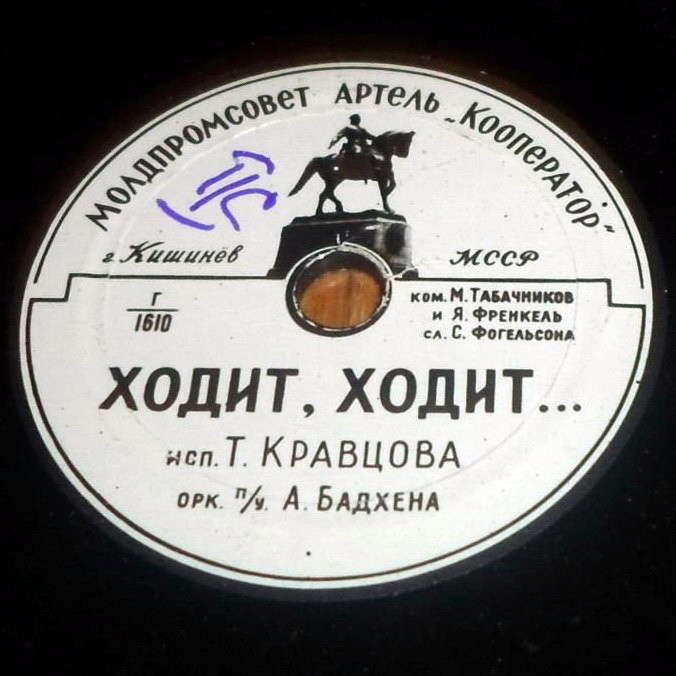 Молдпромсовет Артель „Кооператор“
г. Кишинёв МССР
Г
1610
ком. М. Табачников
и Я. Френкель
сл. С. Фогельсона
ХОДИТ, ХОДИТ...
исп. Т. КРАВЦОВА
орк. п/у. А. БАДХЕНА